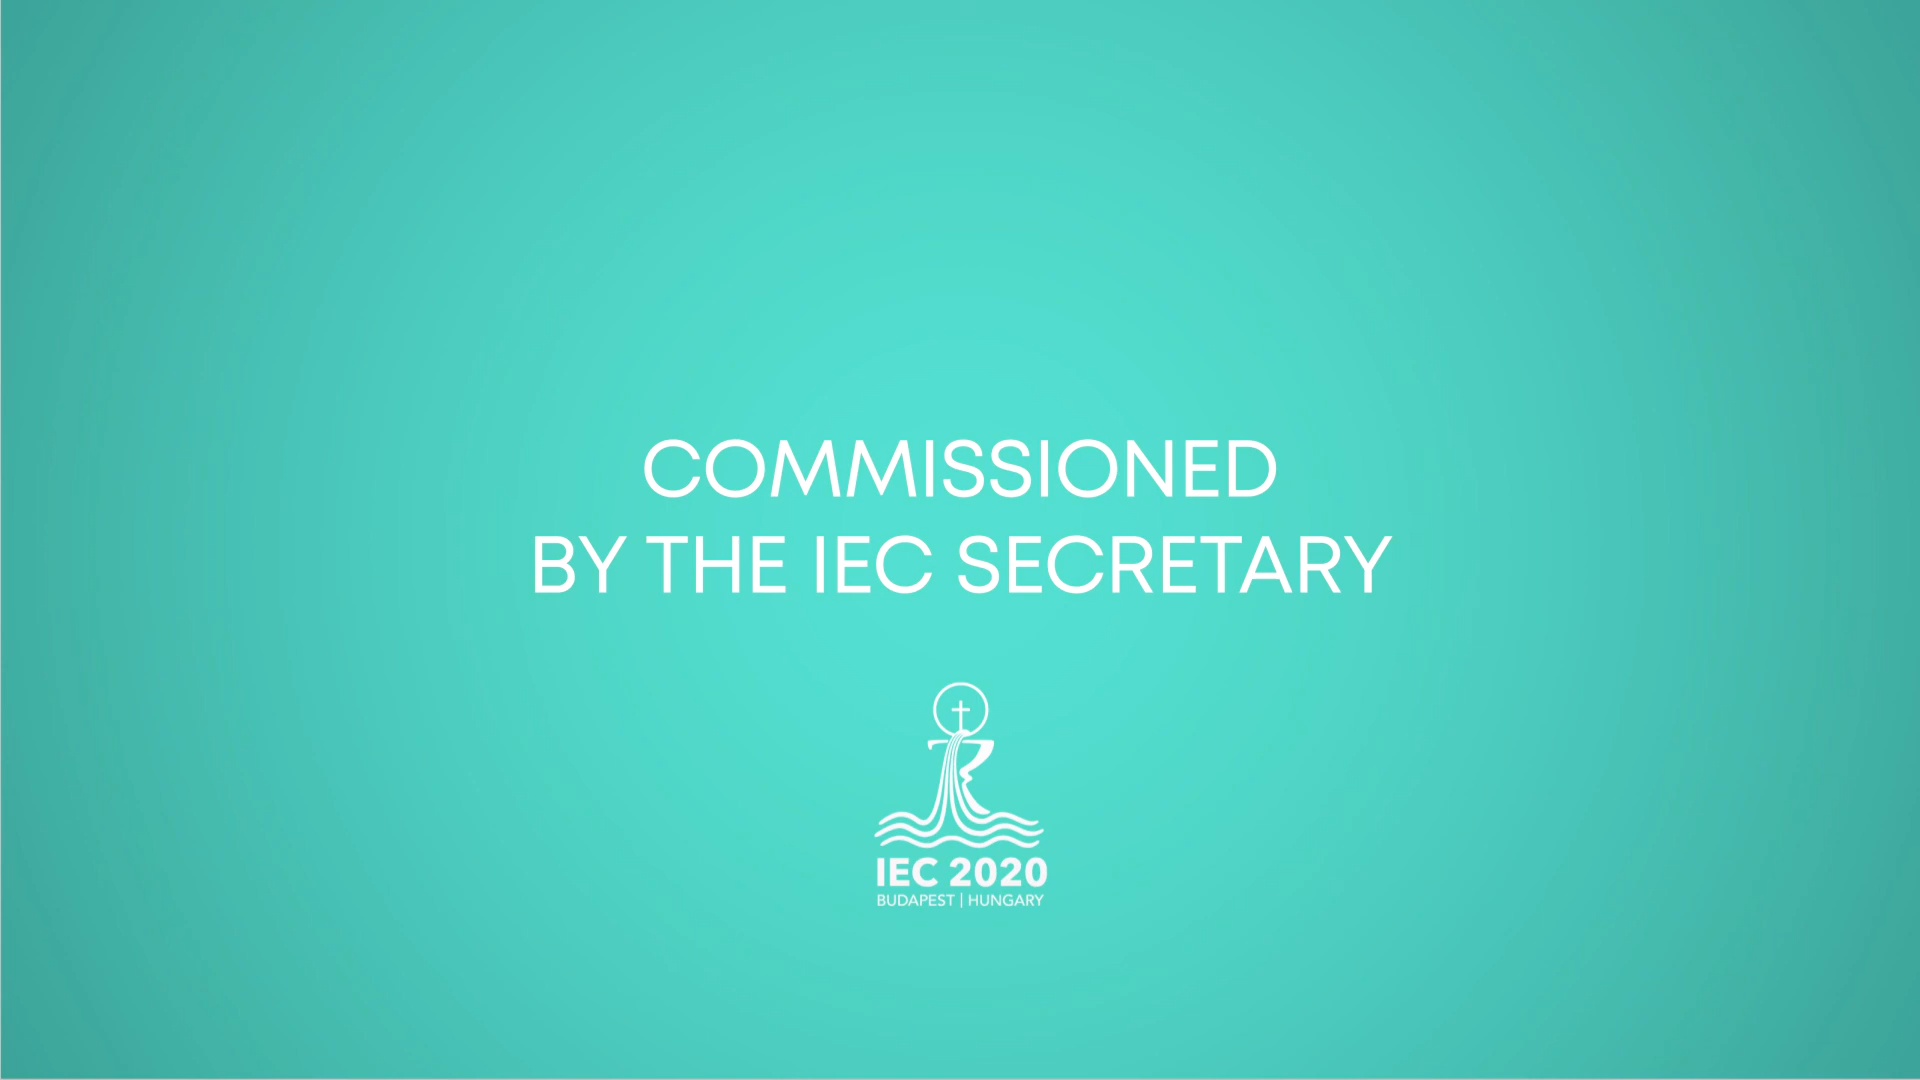 COMMISSIONED
BY THE IEC SECRETARY
IEC 2020
BUDAPEST | HUNGARY